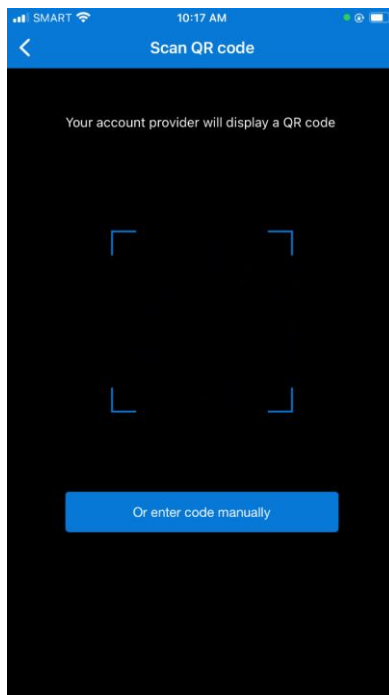 SMART 10:17 AM
Scan QR code
Your account provider will display a QR code
Or enter code manually